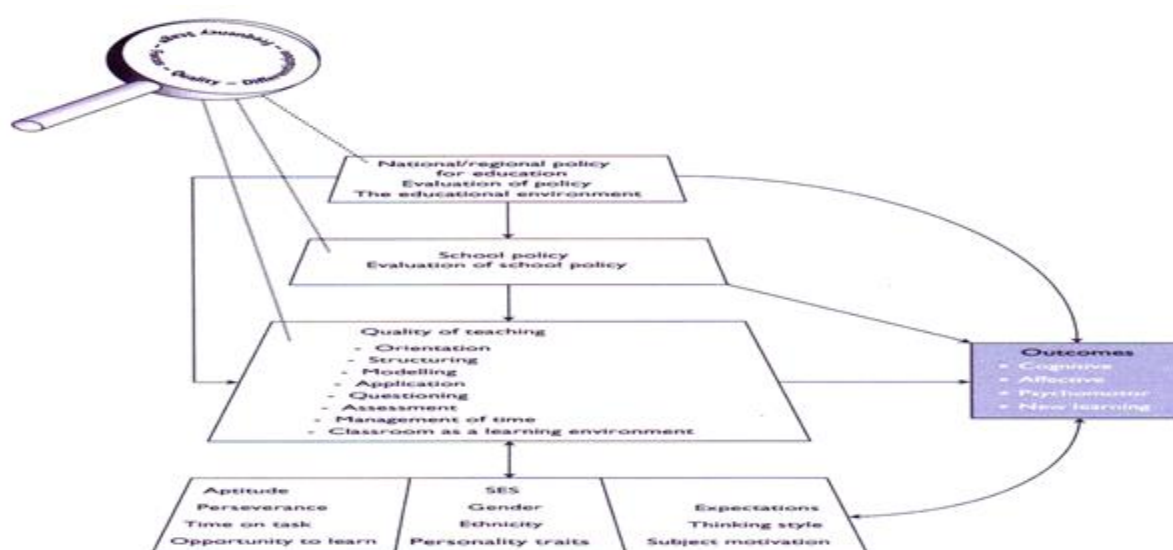 Quality – Differentiation – Frequency
National/regional policy
for education
Evaluation of policy
The educational environment
School policy
Evaluation of school policy
Quality of teaching
- Orientation
- Structuring
- Modelling
- Application
- Questioning
- Assessment
- Management of time
- Classroom as a learning environment
Outcomes
• Cognitive
• Affective
• Psychomotor
• New learning
Aptitude
Perseverance
Time on task
Opportunity to learn
SES
Gender
Ethnicity
Personality traits
Expectations
Thinking style
Subject motivation